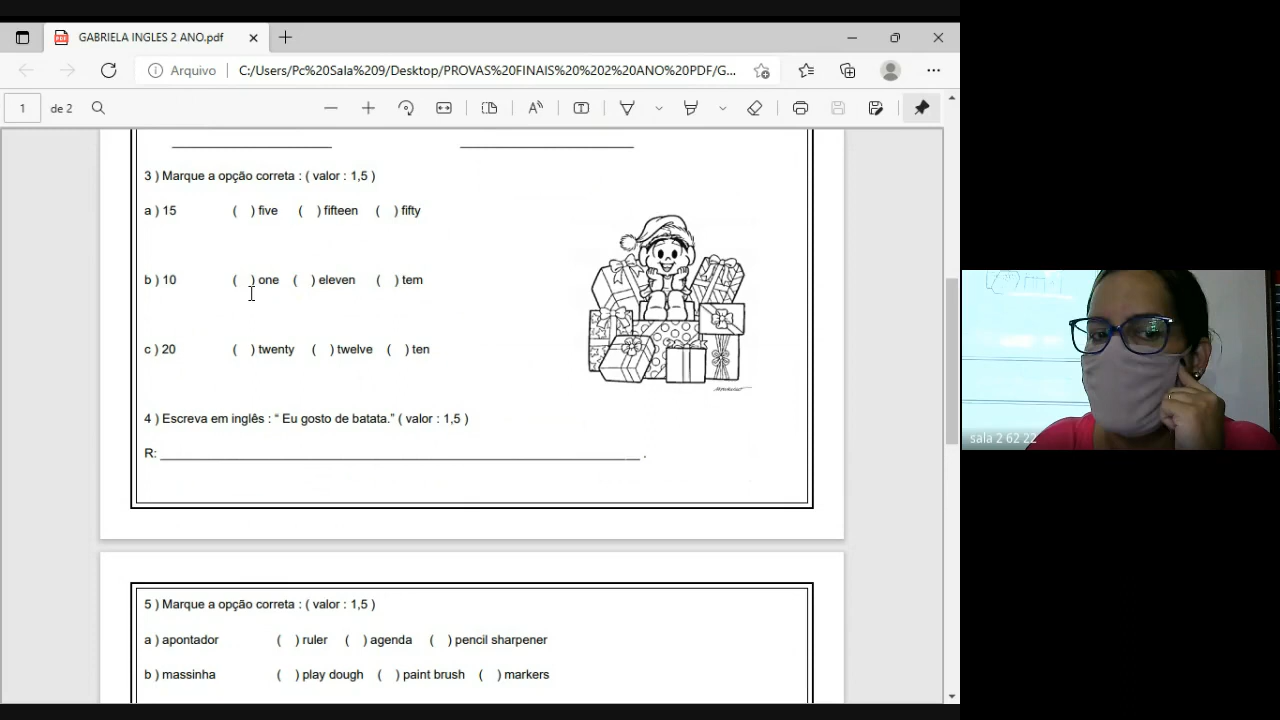 GABRIELA INGLES 2 ANO.pdf
Arquivo C:/Users/Pc%20Sala%209/Desktop/PROVAS%20FINAIS%20%202%20ANO%20PDF/G...
1 de 2
3 ) Marque a opção correta : ( valor : 1,5 )
a ) 15 ( ) five ( ) fifteen ( ) fifty
b ) 10 ( ) one ( ) eleven ( ) tem
c ) 20 ( ) twenty ( ) twelve ( ) ten
4 ) Escreva em inglês : “ Eu gosto de batata.” ( valor : 1,5 )
R: ______________________________ .
5 ) Marque a opção correta : ( valor : 1,5 )
a ) apontador ( ) ruler ( ) agenda ( ) pencil sharpener
b ) massinha ( ) play dough ( ) paint brush ( ) markers
sala 2 62 22